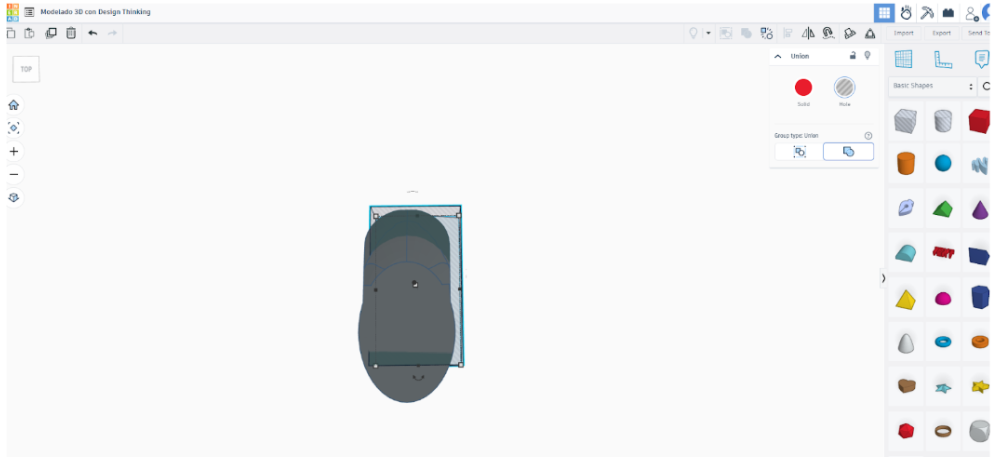 Modelado 3D con Design Thinking
Import
Export
Send To
TOP
Union
Solid
Hole
Group type: Union
Basic Shapes